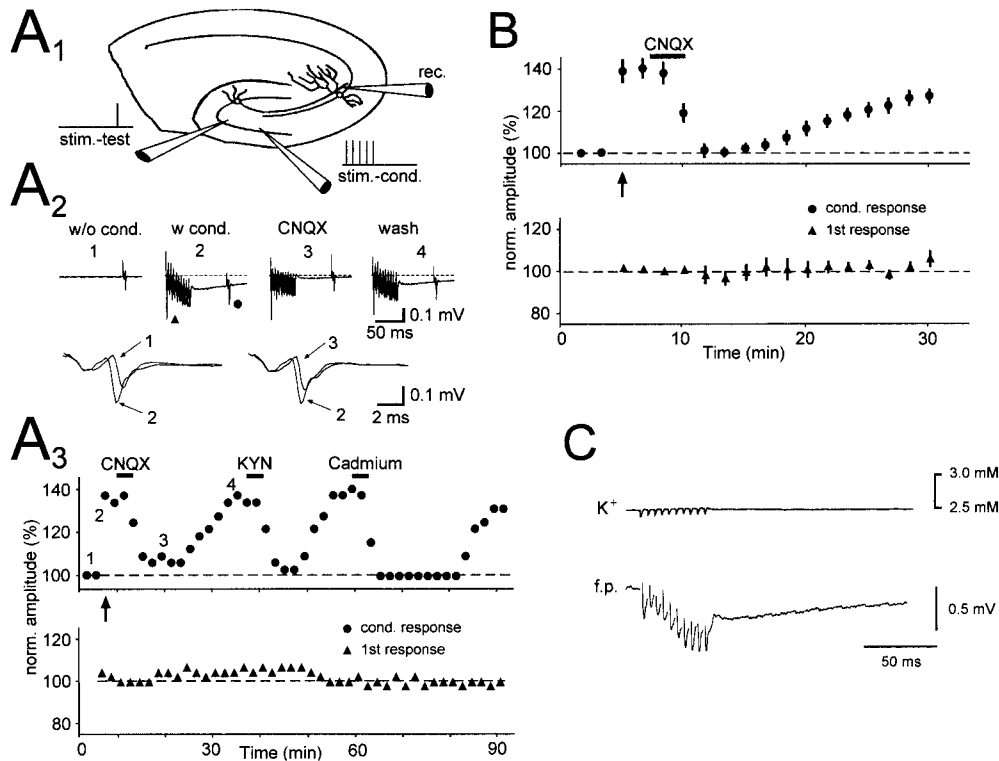 A1
rec.
stim.-test
stim.-cond.
A2
w/o cond.
w cond.
CNQX
wash
1
2
3
4
0.1 mV
50 ms
1
2
3
2
0.1 mV
2 ms
A3
CNQX
KYN
Cadmium
140
120
100
1
2
3
4
norm. amplitude (%)
cond. response
1st response
120
100
80
0
30
60
90
Time (min)
B
CNQX
140
120
100
norm. amplitude (%)
cond. response
1st response
120
100
80
0
10
20
30
Time (min)
C
K+
3.0 mM
2.5 mM
f.p.
0.5 mV
50 ms